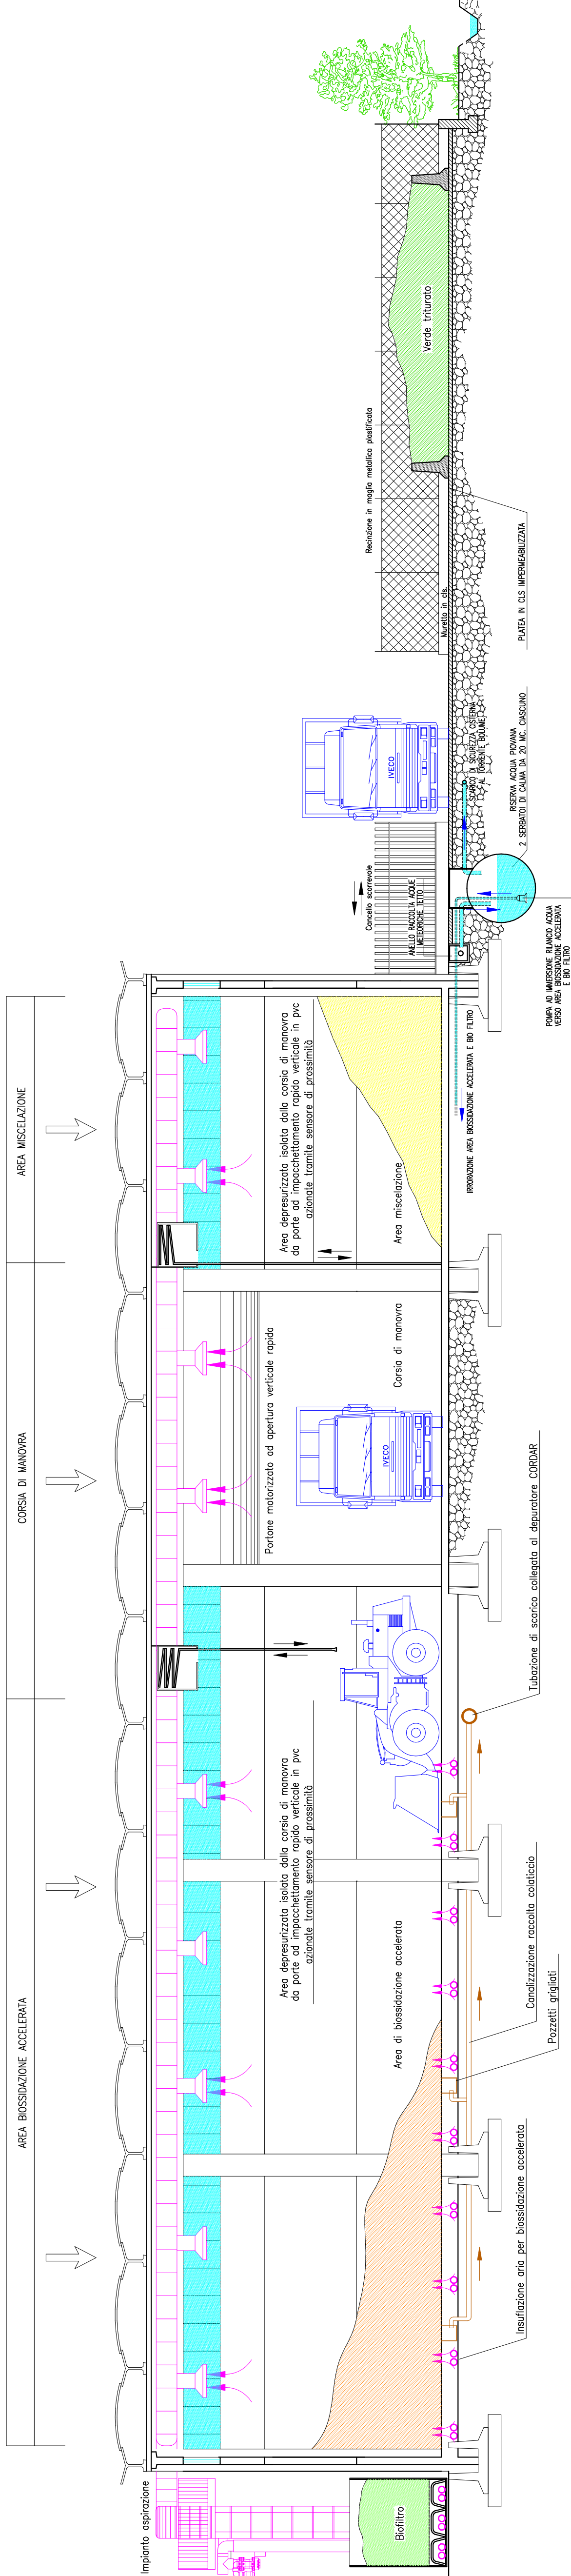 AREA BIOSSIDAZIONE ACCELERATA
CORSIA DI MANOVRA
AREA MISCELAZIONE
Impianto aspirazione
Biofiltro
Area depresurizzata isolata dalla corsia di manovra
da porte ad impacchettamento rapido verticale in pvc
azionate tramite sensore di prossimità
Area di biossidazione accelerata
Portone motorizzato ad apertura verticale rapida
IVECO
Corsia di manovra
Area depresurizzata isolata dalla corsia di manovra
da porte ad impacchettamento rapido verticale in pvc
azionate tramite sensore di prossimità
Area miscelazione
Insuflazione aria per biossidazione accelerata
Pozzetti grigliati
Canalizzazione raccolta colaticcio
Tubazione di scarico collegata al depuratore CORDAR
Cancello scorrevole
ANELLO RACCOLTA ACQUE
METEORICHE TETTO
IVECO
IRRORAZIONE AREA BIOSSIDAZIONE ACCELERATA E BIO FILTRO
POMPA AD IMMERSIONE RILANCIO ACQUA
VERSO AREA BIOSSIDAZIONE ACCELERATA
E BIO FILTRO
SCARICO DI SICUREZZA CISTERNA
AL TORRENTE BOLUME
RISERVA ACQUA PIOVANA
2 SERBATOI DI CALMA DA 20 MC. CIASCUNO
Recinzione in maglia metallica plastificata
Muretto in cls.
Verde triturato
PLATEA IN CLS IMPERMEABILIZZATA